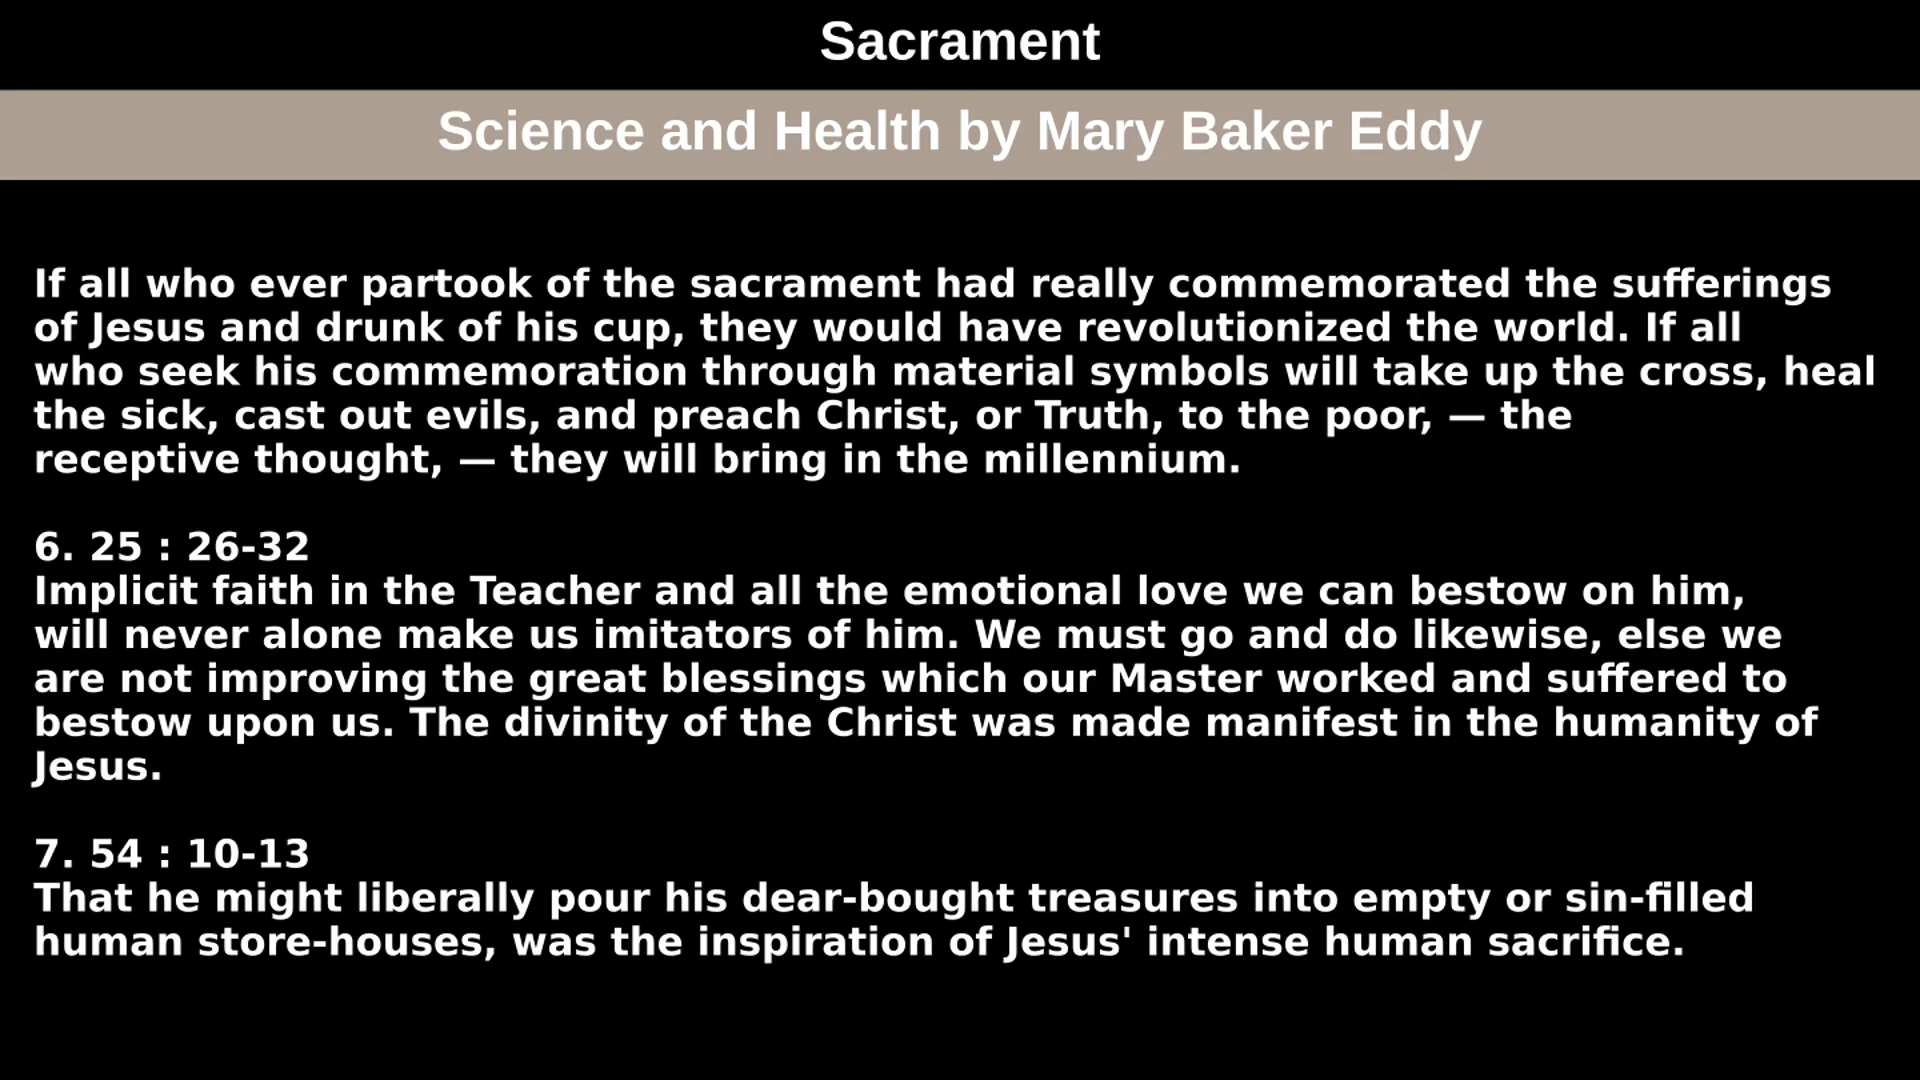 Sacrament
Science and Health by Mary Baker Eddy
If all who ever partook of the sacrament had really commemorated the sufferings
of Jesus and drunk of his cup, they would have revolutionized the world. If all
who seek his commemoration through material symbols will take up the cross, heal
the sick, cast out evils, and preach Christ, or Truth, to the poor, — the
receptive thought, — they will bring in the millennium.
6. 25 : 26-32
Implicit faith in the Teacher and all the emotional love we can bestow on him,
will never alone make us imitators of him. We must go and do likewise, else we
are not improving the great blessings which our Master worked and suffered to
bestow upon us. The divinity of the Christ was made manifest in the humanity of
Jesus.
7. 54 : 10-13
That he might liberally pour his dear-bought treasures into empty or sin-filled
human store-houses, was the inspiration of Jesus' intense human sacrifice.